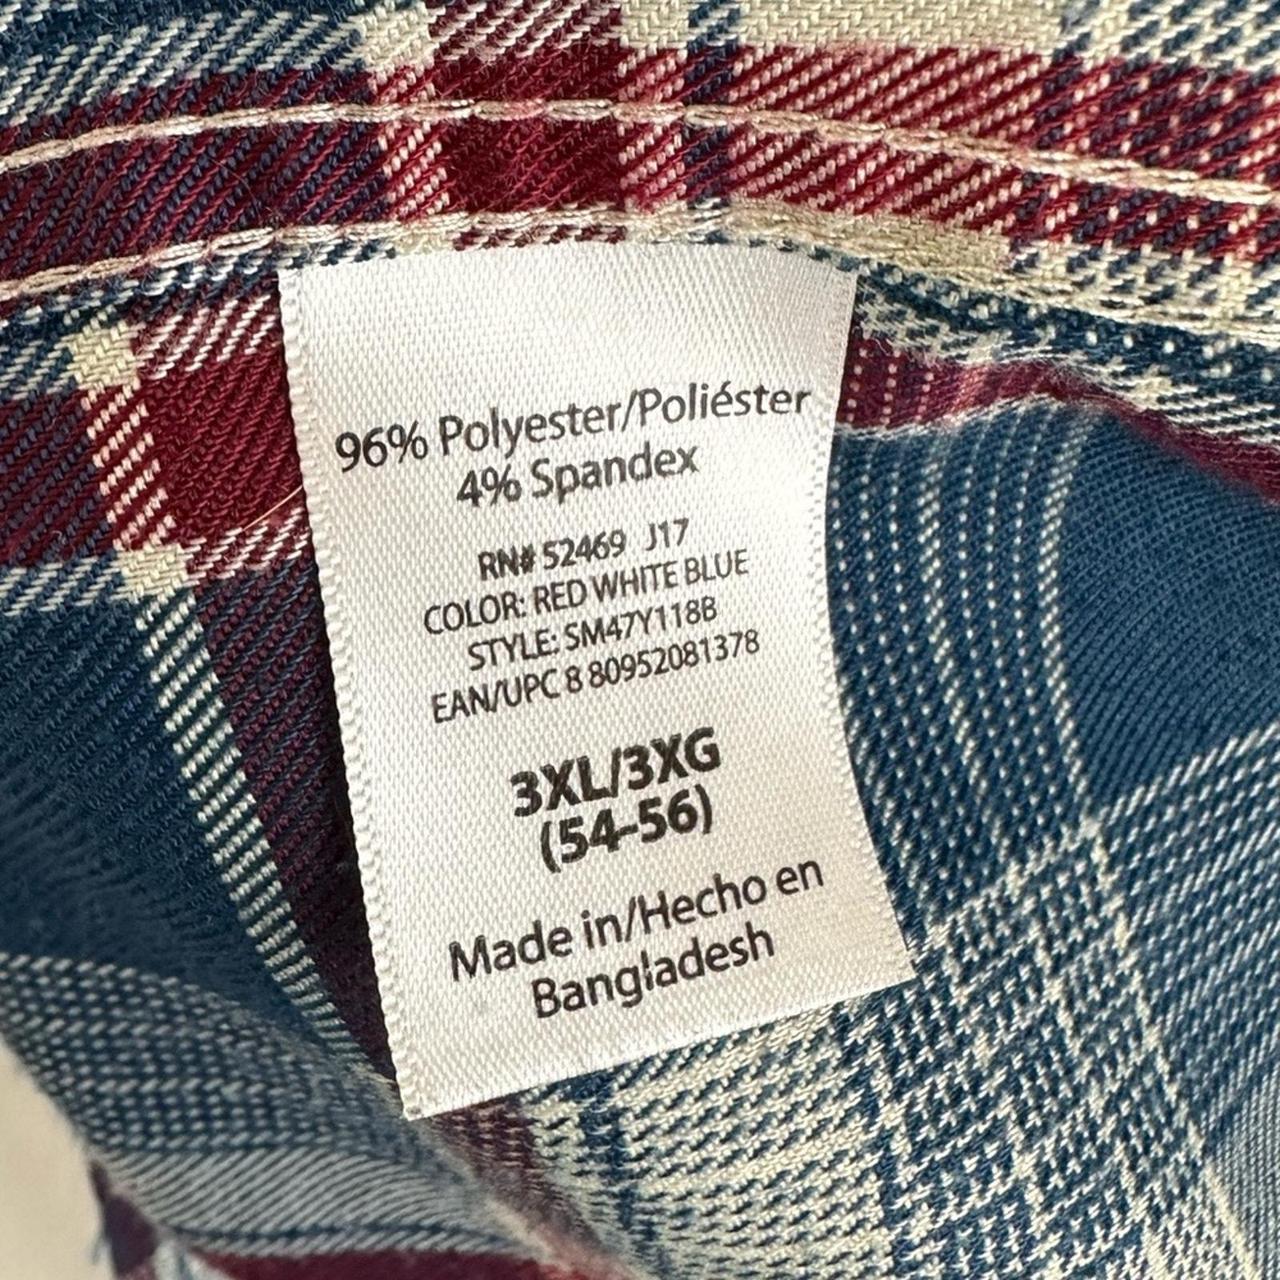 96% Polyester/Poliéster
4% Spandex
RN# 52469 J17
COLOR: RED WHITE BLUE
STYLE: SM47Y118B
EAN/UPC 8 80952081378
3XL/3XG
(54-56)
Made in/Hecho en
Bangladesh